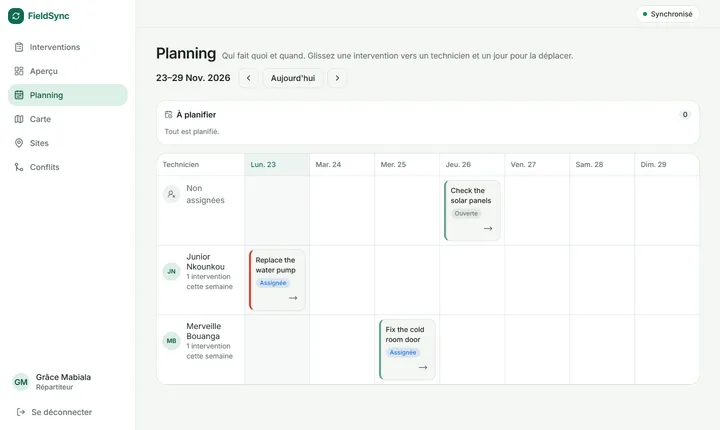 FieldSync
Synchronisé
Interventions
Aperçu
Planning
Carte
Sites
Conflits
Planning
Qui fait quoi et quand. Glissez une intervention vers un technicien et un jour pour la déplacer.
23–29 Nov. 2026
Aujourd'hui
À planifier
0
Tout est planifié.
Technicien
Lun. 23
Mar. 24
Mer. 25
Jeu. 26
Ven. 27
Sam. 28
Dim. 29
Non
assignées
Check the
solar panels
Ouverte
JN
Junior
Nkounkou
1 intervention
cette semaine
Replace the
water pump
Assignée
MB
Merveille
Bouanga
1 intervention
cette semaine
Fix the cold
room door
Assignée
GM
Grâce Mabiala
Répartiteur
Se déconnecter